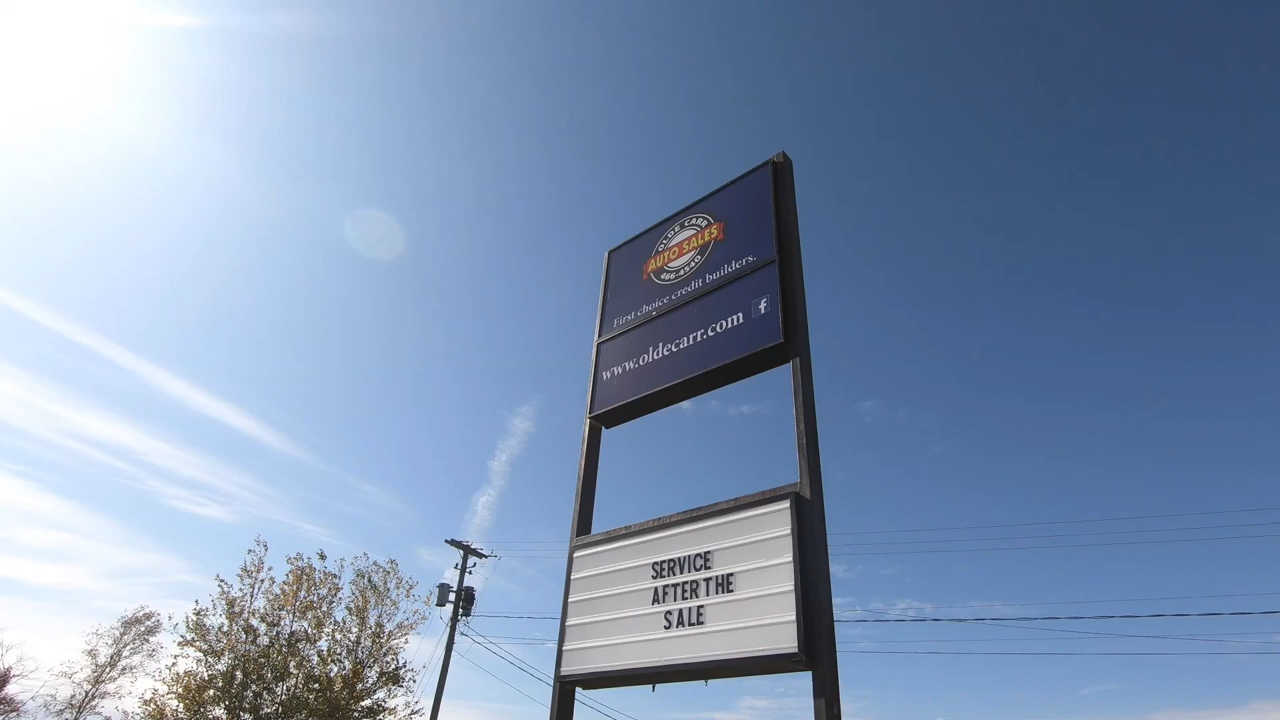 OLDE CARR
AUTO SALES
466-4540
First choice credit builders.
www.oldecarr.com f
SERVICE
AFTER THE
SALE